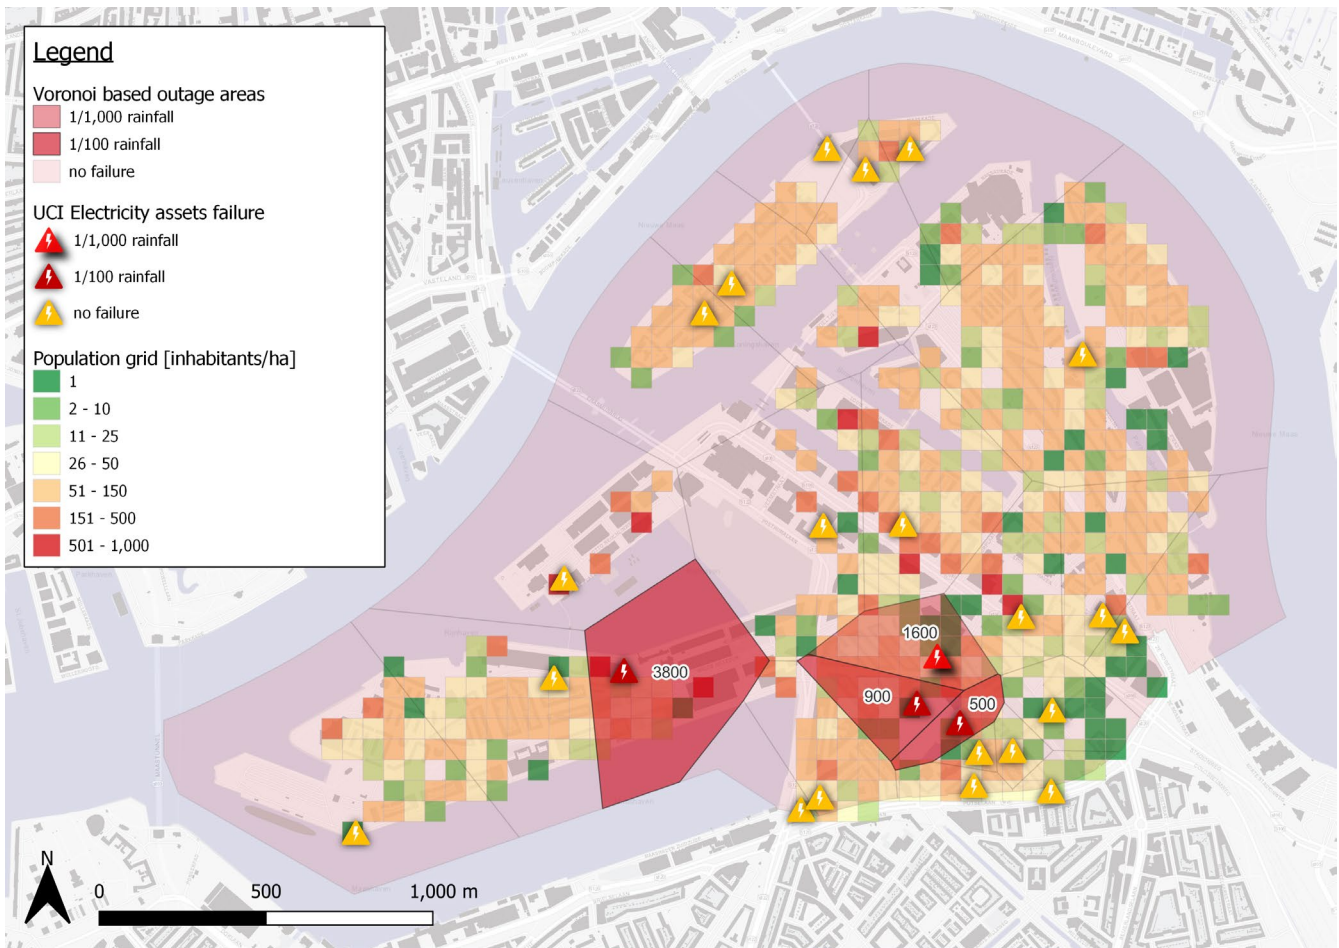 Legend
Voronoi based outage areas
1/1,000 rainfall
1/100 rainfall
no failure
UCI Electricity assets failure
1/1,000 rainfall
1/100 rainfall
no failure
Population grid [inhabitants/ha]
1
2 - 10
11 - 25
26 - 50
51 - 150
151 - 500
501 - 1,000
1600
3800
900
500
N
0
500
1,000 m